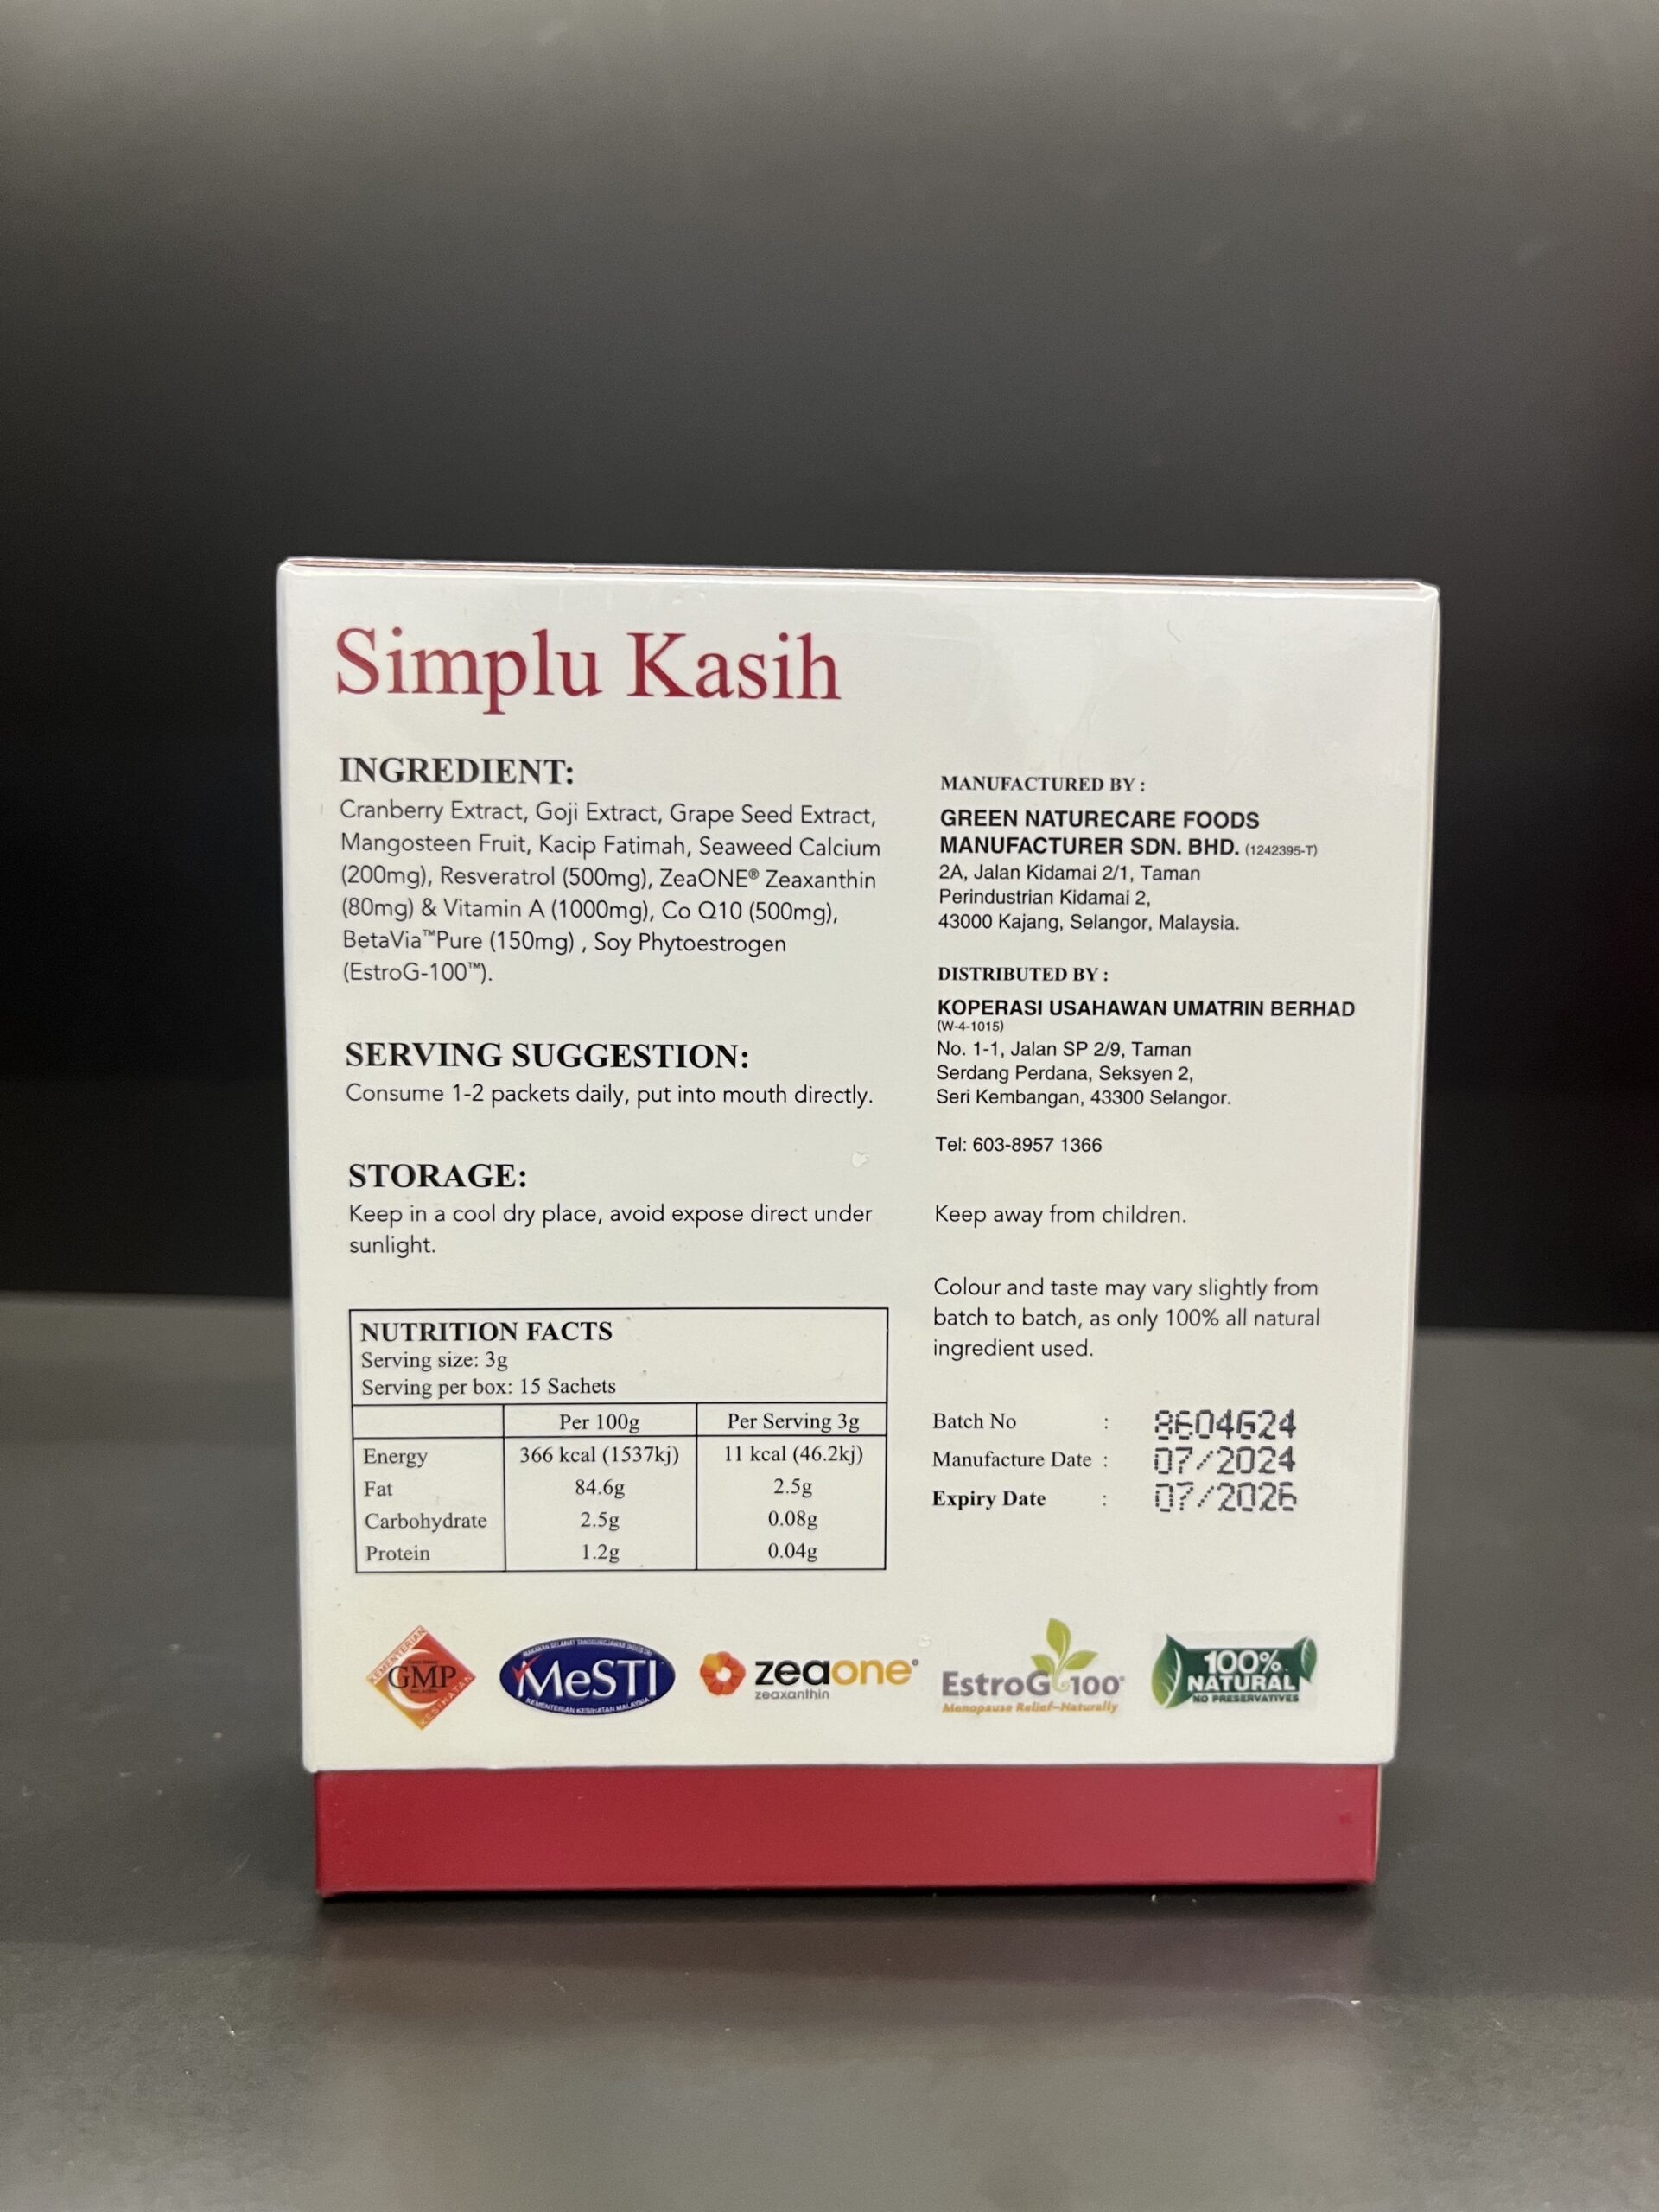 Simplu Kasih
INGREDIENT:
Cranberry Extract, Goji Extract, Grape Seed Extract,
Mangosteen Fruit, Kacip Fatimah, Seaweed Calcium
(200mg), Resveratrol (500mg), ZeaONE® Zeaxanthin
(80mg) & Vitamin A (1000mg), Co Q10 (500mg),
BetaVia™Pure (150mg) , Soy Phytoestrogen
(EstroG-100™).
SERVING SUGGESTION:
Consume 1-2 packets daily, put into mouth directly.
STORAGE:
Keep in a cool dry place, avoid expose direct under
sunlight.
NUTRITION FACTS
Serving size: 3g
Serving per box: 15 Sachets
Per 100g Per Serving 3g
Energy 366 kcal (1537kj) 11 kcal (46.2kj)
Fat 84.6g 2.5g
Carbohydrate 2.5g 0.08g
Protein 1.2g 0.04g
MANUFACTURED BY :
GREEN NATURECARE FOODS
MANUFACTURER SDN. BHD. (1242395-T)
2A, Jalan Kidamai 2/1, Taman
Perindustrian Kidamai 2,
43000 Kajang, Selangor, Malaysia.
DISTRIBUTED BY :
KOPERASI USAHAWAN UMATRIN BERHAD
(W-4-1015)
No. 1-1, Jalan SP 2/9, Taman
Serdang Perdana, Seksyen 2,
Seri Kembangan, 43300 Selangor.
Tel: 603-8957 1366
Keep away from children.
Colour and taste may vary slightly from
batch to batch, as only 100% all natural
ingredient used.
Batch No : 8604624
Manufacture Date : 07/2024
Expiry Date : 07/2026
KEMENTERIAN
GMP
KESIHATAN
MAKANAN SELAMAT TANGGUNGJAWAB INDUSTRI
MeSTI
KEMENTERIAN KESIHATAN MALAYSIA
zeaone®
zeaxanthin
EstroG 100®
Menopause Relief–Naturally
100%
NATURAL
NO PRESERVATIVES